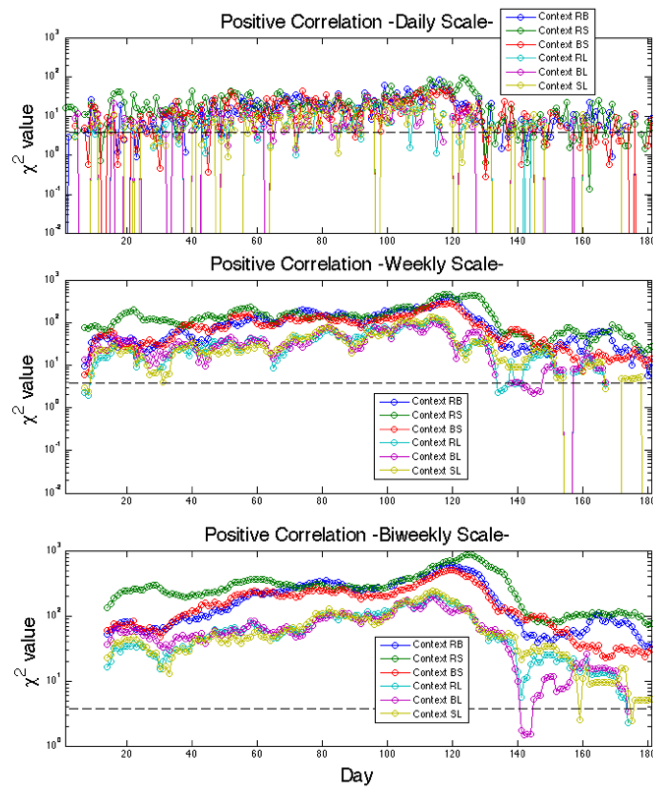 Positive Correlation -Daily Scale-
Context RB
Context RS
Context BS
Context RL
Context BL
Context SL
10³
10²
10¹
10⁰
10⁻¹
10⁻²
χ² value
20 40 60 80 100 120 140 160 180
Positive Correlation -Weekly Scale-
10³
10²
10¹
10⁰
10⁻¹
10⁻²
χ² value
Context RB
Context RS
Context BS
Context RL
Context BL
Context SL
20 40 60 80 100 120 140 160 180
Positive Correlation -Biweekly Scale-
10³
10²
10¹
10⁰
χ² value
Context RB
Context RS
Context BS
Context RL
Context BL
Context SL
20 40 60 80 100 120 140 160 180
Day